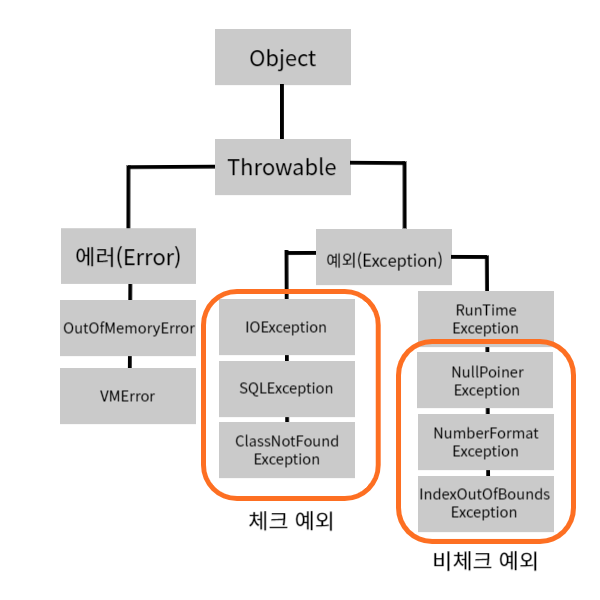 Object
Throwable
에러(Error)
예외(Exception)
OutOfMemoryError
VMError
IOException
SQLException
ClassNotFound
Exception
체크 예외
RunTime
Exception
NullPoiner
Exception
NumberFormat
Exception
IndexOutOfBounds
Exception
비체크 예외